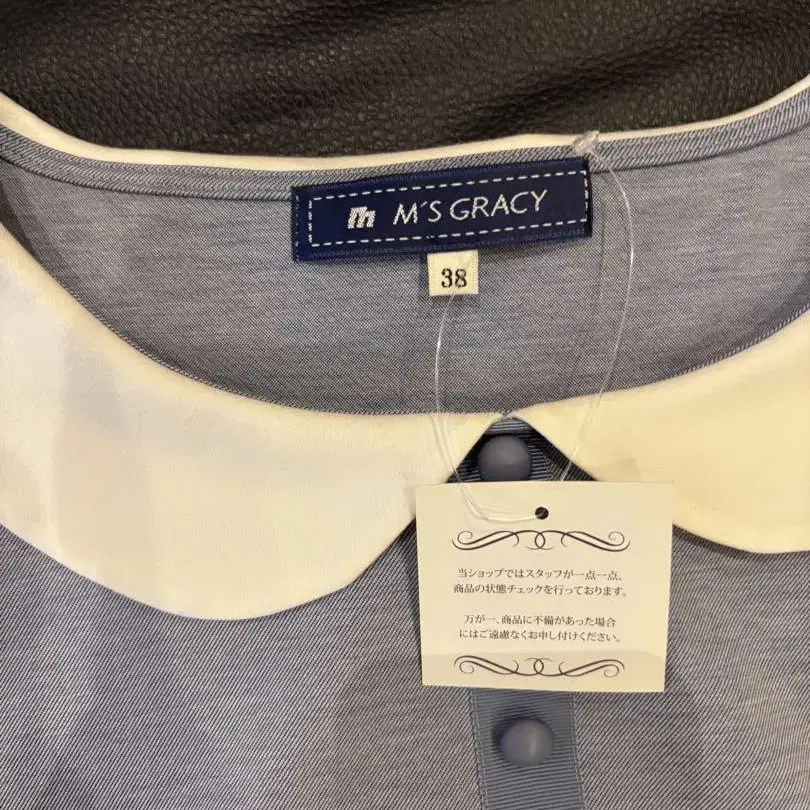 M'S GRACY
38
当ショップではスタッフが一点一点、
商品の状態チェックを行っております。
万が一、商品に不備があった場合
にはご遠慮なくお申し付けください。